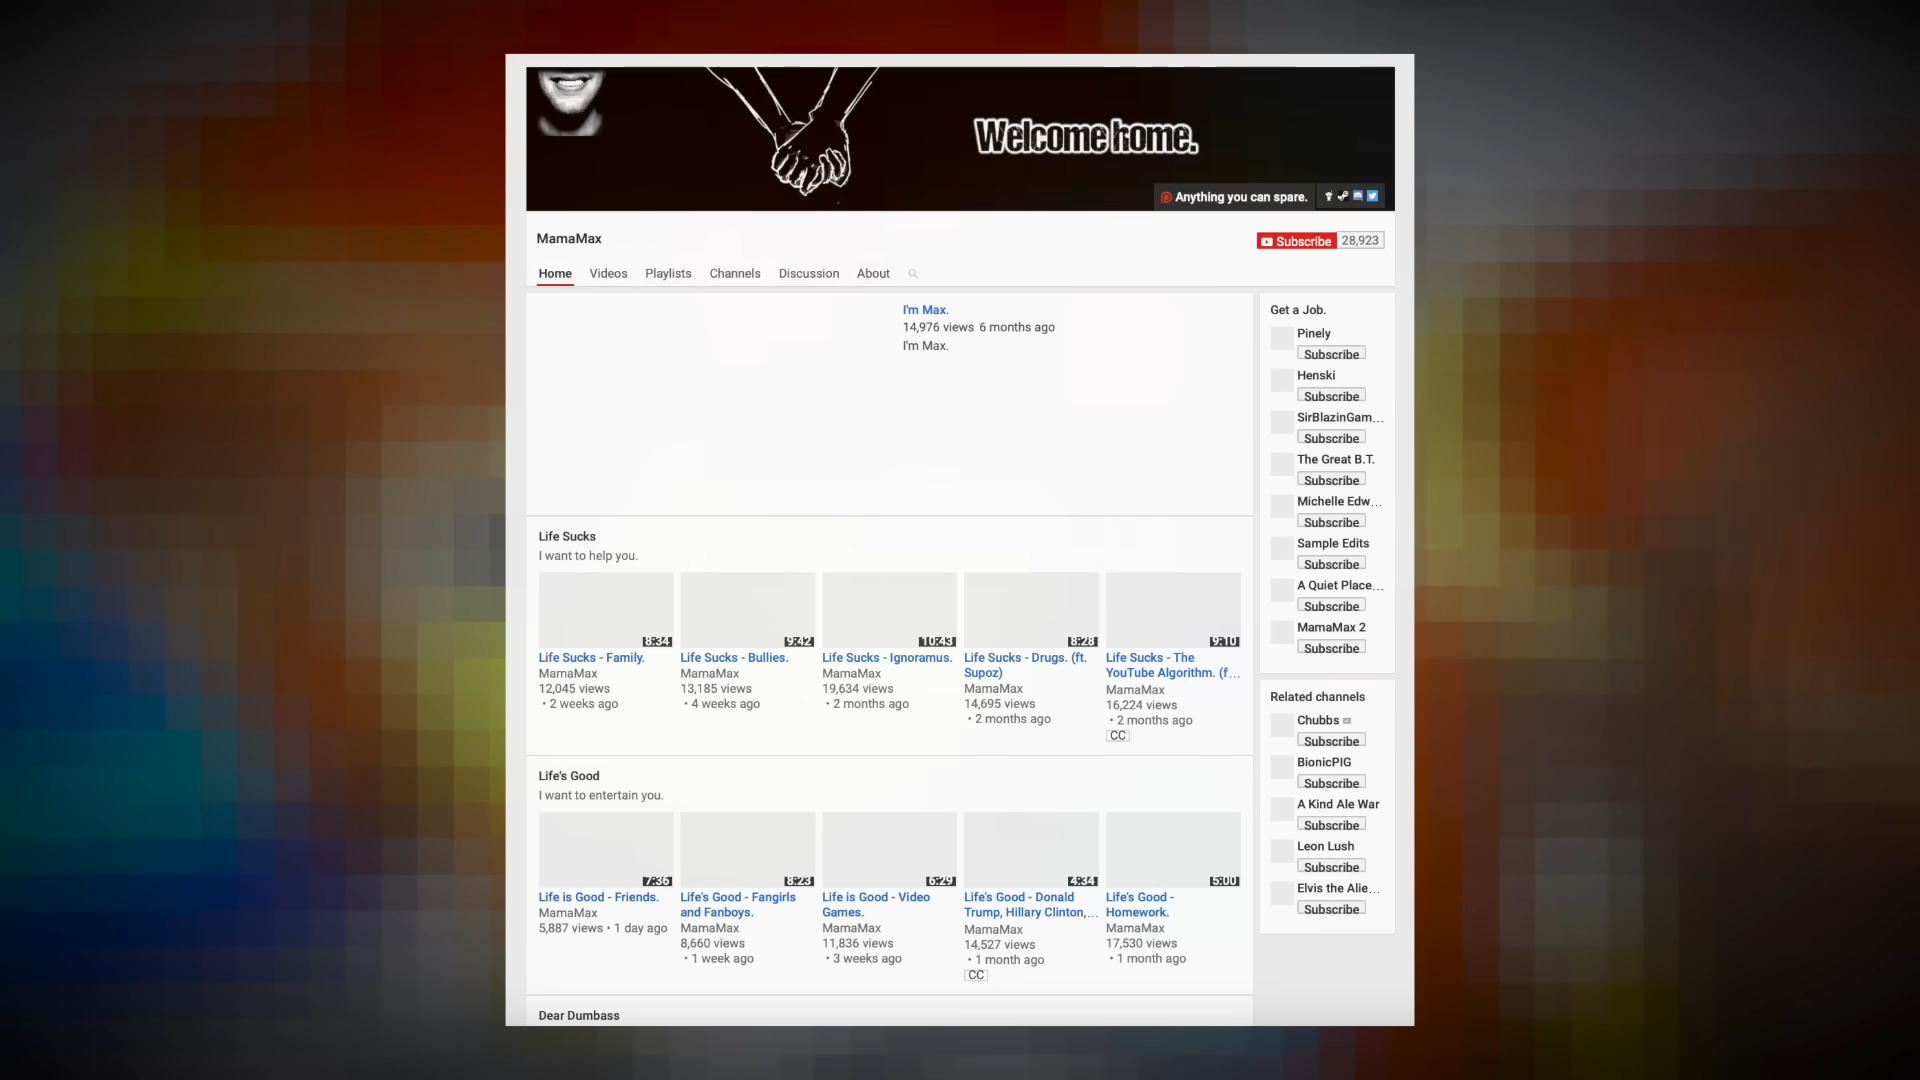 Welcome home.
Anything you can spare.
MamaMax
Subscribe 28,923
Home Videos Playlists Channels Discussion About
I'm Max.
14,976 views 6 months ago
I'm Max.
Life Sucks
I want to help you.
8:34
Life Sucks - Family.
MamaMax
12,045 views
• 2 weeks ago
9:42
Life Sucks - Bullies.
MamaMax
13,185 views
• 4 weeks ago
10:43
Life Sucks - Ignoramus.
MamaMax
19,634 views
• 2 months ago
8:28
Life Sucks - Drugs. (ft.
Supoz)
MamaMax
14,695 views
• 2 months ago
9:10
Life Sucks - The
YouTube Algorithm. (f...
MamaMax
16,224 views
• 2 months ago
CC
Life's Good
I want to entertain you.
7:36
Life is Good - Friends.
MamaMax
5,887 views • 1 day ago
8:23
Life's Good - Fangirls
and Fanboys.
MamaMax
8,660 views
• 1 week ago
6:29
Life is Good - Video
Games.
MamaMax
11,836 views
• 3 weeks ago
4:34
Life's Good - Donald
Trump, Hillary Clinton,...
MamaMax
14,527 views
• 1 month ago
CC
5:00
Life's Good -
Homework.
MamaMax
17,530 views
• 1 month ago
Dear Dumbass
Get a Job.
Pinely
Subscribe
Henski
Subscribe
SirBlazinGam...
Subscribe
The Great B.T.
Subscribe
Michelle Edw...
Subscribe
Sample Edits
Subscribe
A Quiet Place...
Subscribe
MamaMax 2
Subscribe
Related channels
Chubbs
Subscribe
BionicPIG
Subscribe
A Kind Ale War
Subscribe
Leon Lush
Subscribe
Elvis the Alie...
Subscribe